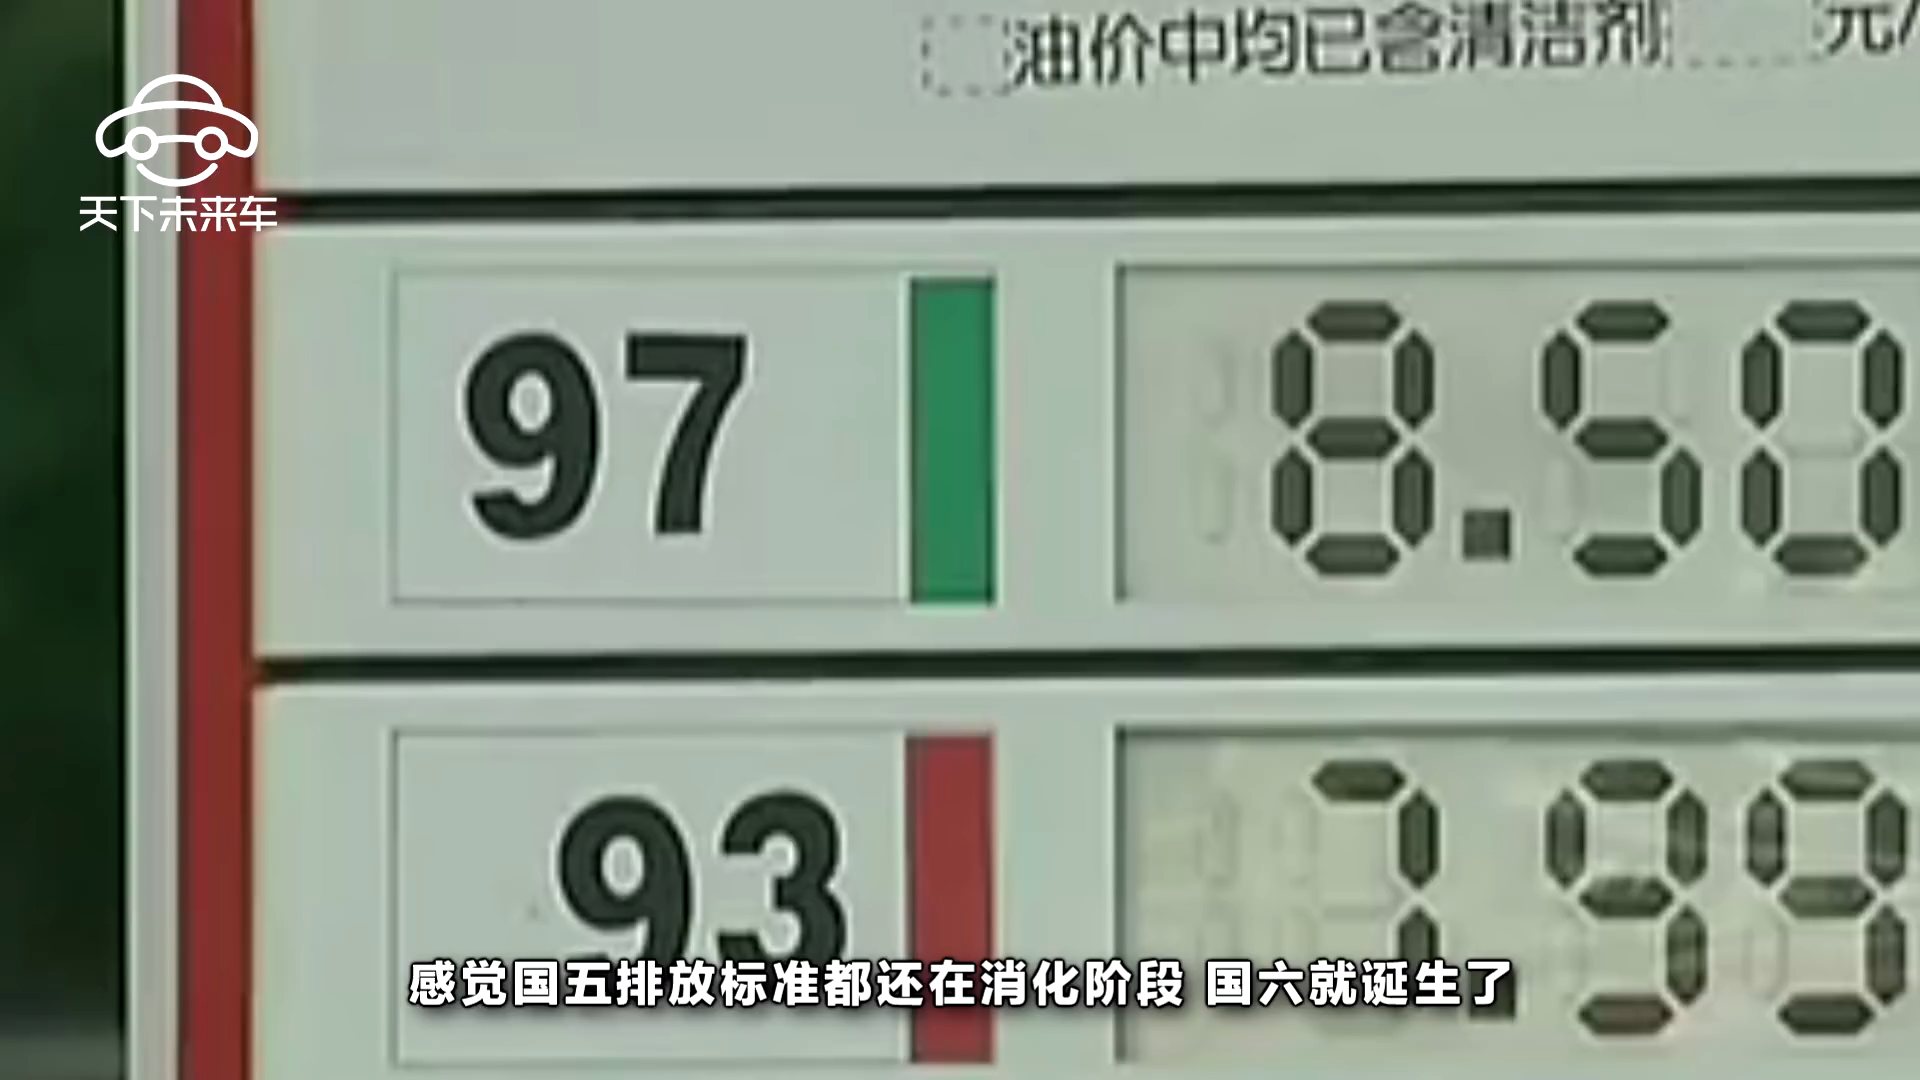 油价中均已含清洁剂 元/
天下未来车
97 8.50
93 7.99
感觉国五排放标准都还在消化阶段 国六就诞生了